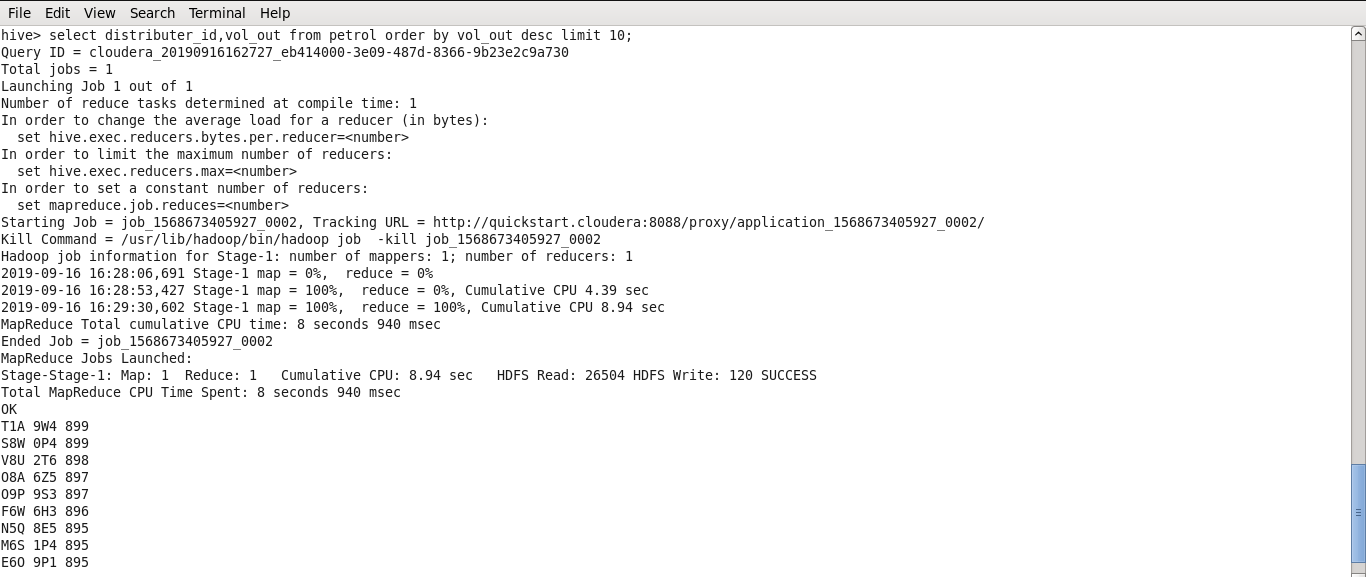 File Edit View Search Terminal Help
hive> select distributer_id,vol_out from petrol order by vol_out desc limit 10;
Query ID = cloudera_20190916162727_eb414000-3e09-487d-8366-9b23e2c9a730
Total jobs = 1
Launching Job 1 out of 1
Number of reduce tasks determined at compile time: 1
In order to change the average load for a reducer (in bytes):
  set hive.exec.reducers.bytes.per.reducer=<number>
In order to limit the maximum number of reducers:
  set hive.exec.reducers.max=<number>
In order to set a constant number of reducers:
  set mapreduce.job.reduces=<number>
Starting Job = job_1568673405927_0002, Tracking URL = http://quickstart.cloudera:8088/proxy/application_1568673405927_0002/
Kill Command = /usr/lib/hadoop/bin/hadoop job  -kill job_1568673405927_0002
Hadoop job information for Stage-1: number of mappers: 1; number of reducers: 1
2019-09-16 16:28:06,691 Stage-1 map = 0%,  reduce = 0%
2019-09-16 16:28:53,427 Stage-1 map = 100%,  reduce = 0%, Cumulative CPU 4.39 sec
2019-09-16 16:29:30,602 Stage-1 map = 100%,  reduce = 100%, Cumulative CPU 8.94 sec
MapReduce Total cumulative CPU time: 8 seconds 940 msec
Ended Job = job_1568673405927_0002
MapReduce Jobs Launched:
Stage-Stage-1: Map: 1  Reduce: 1   Cumulative CPU: 8.94 sec   HDFS Read: 26504 HDFS Write: 120 SUCCESS
Total MapReduce CPU Time Spent: 8 seconds 940 msec
OK
T1A 9W4 899
S8W 0P4 899
V8U 2T6 898
O8A 6Z5 897
O9P 9S3 897
F6W 6H3 896
N5Q 8E5 895
M6S 1P4 895
E6O 9P1 895